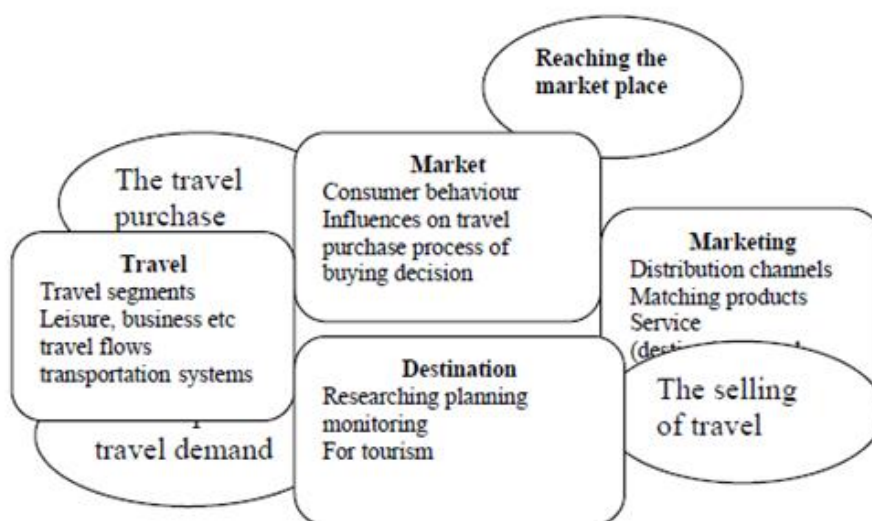 Reaching the
market place
The travel
purchase
Market
Consumer behaviour
Influences on travel
purchase process of
buying decision
Travel
Travel segments
Leisure, business etc
travel flows
transportation systems
Marketing
Distribution channels
Matching products
Service
travel demand
Destination
Researching planning
monitoring
For tourism
The selling
of travel